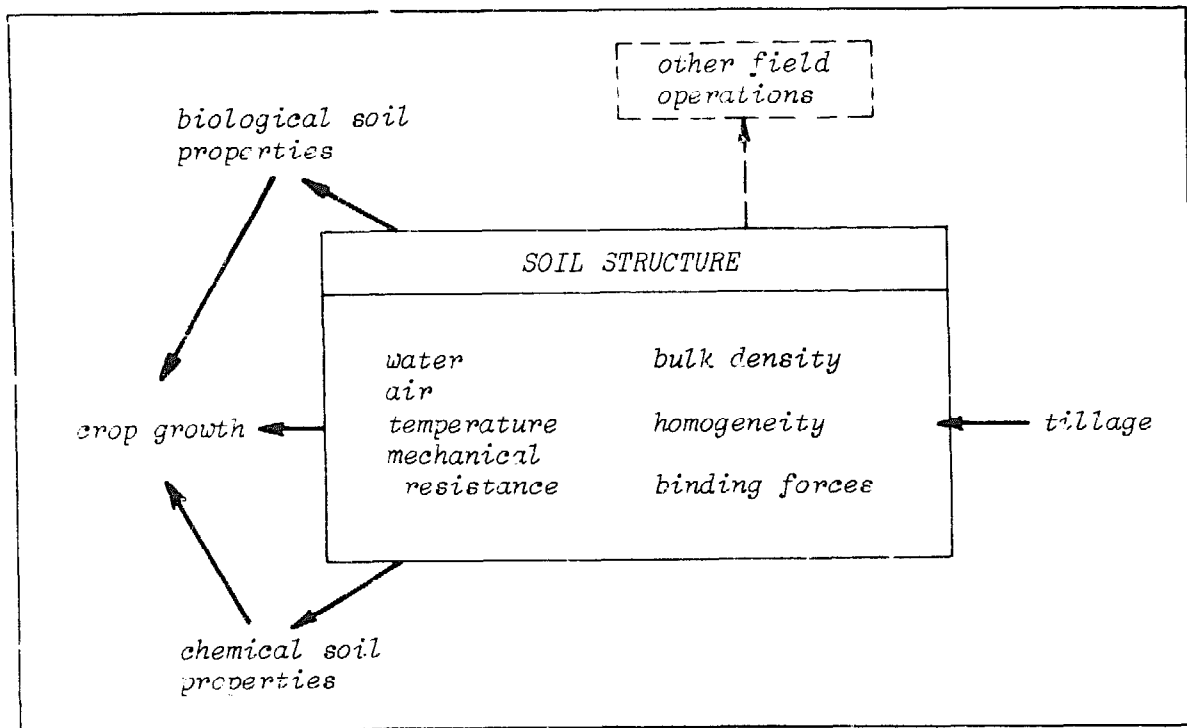 other field
operations
biological soil
properties
SOIL STRUCTURE
water
air
temperature
mechanical
resistance
bulk density
homogeneity
binding forces
crop growth
tillage
chemical soil
properties